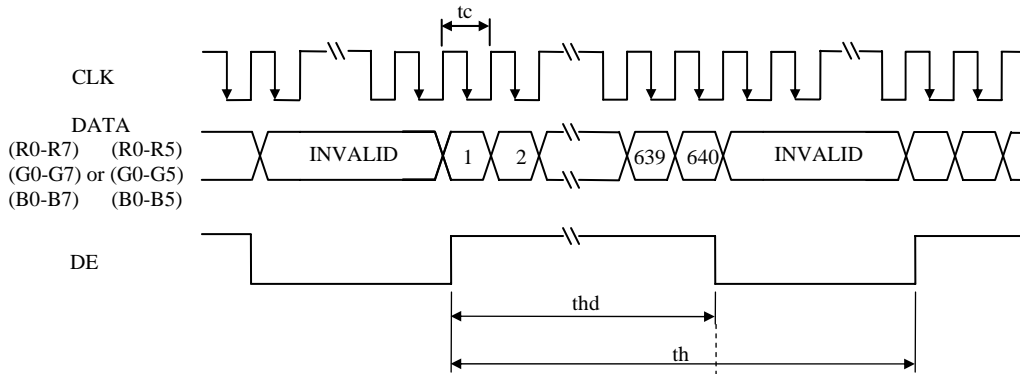 tc
CLK
DATA
(R0-R7) (R0-R5)
(G0-G7) or (G0-G5)
(B0-B7) (B0-B5)
INVALID 1 2 639 640 INVALID
DE
thd
th